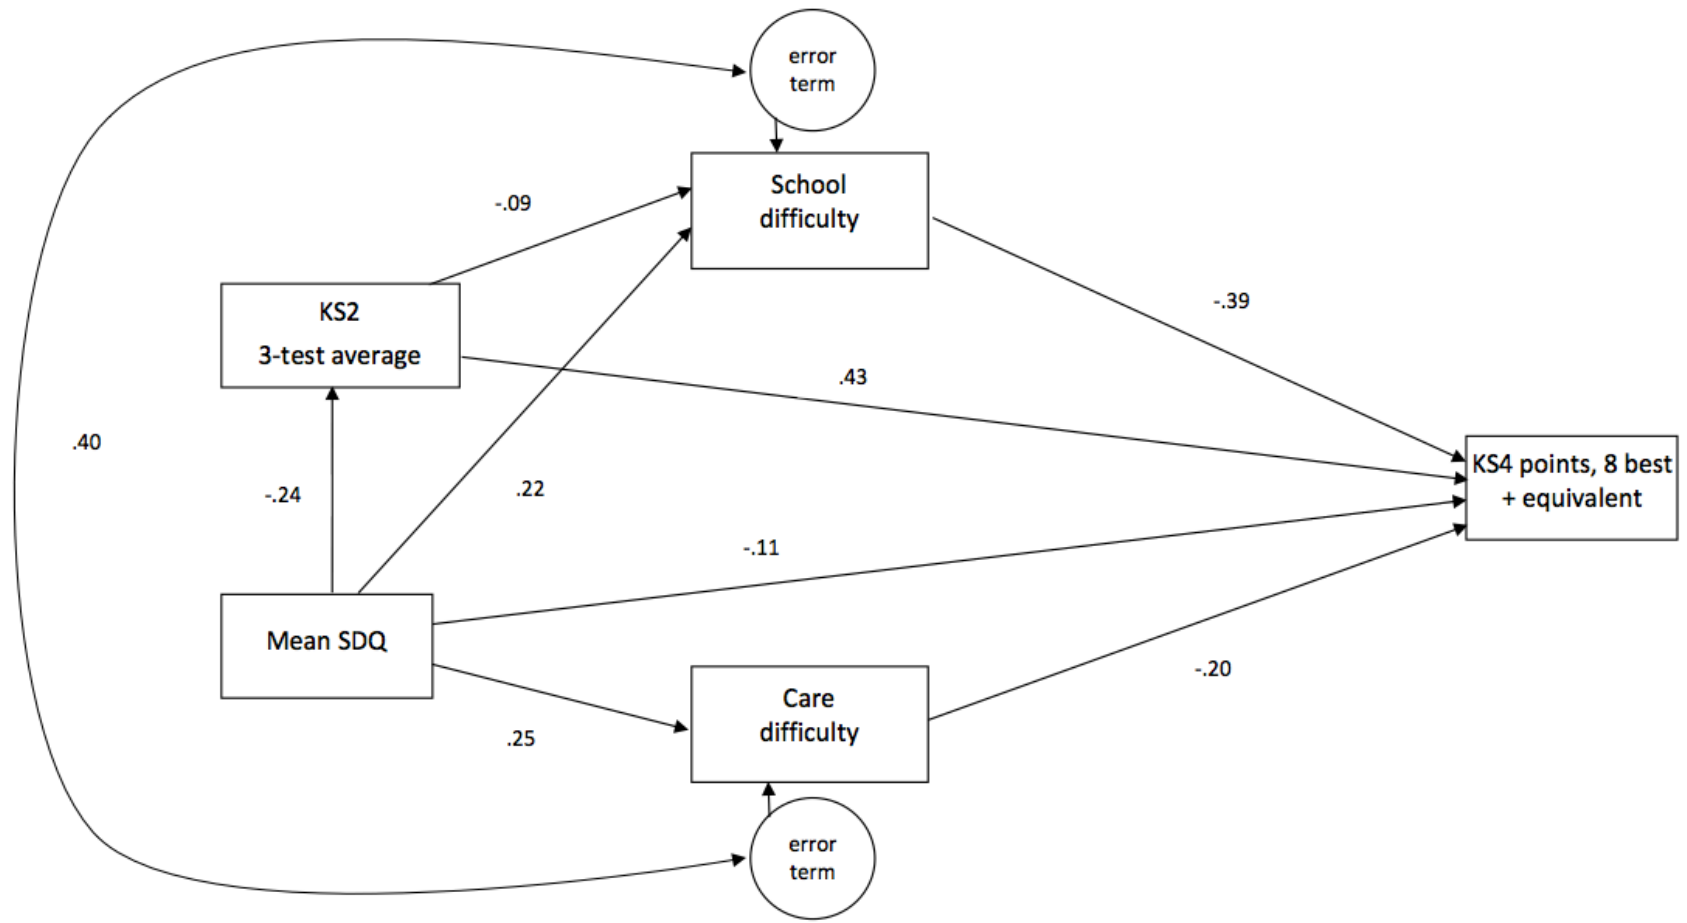 error
term
School
difficulty
-.09
-.39
KS2
3-test average
.43
.40
-.24
.22
KS4 points, 8 best
+ equivalent
-.11
Mean SDQ
-.20
.25
Care
difficulty
error
term